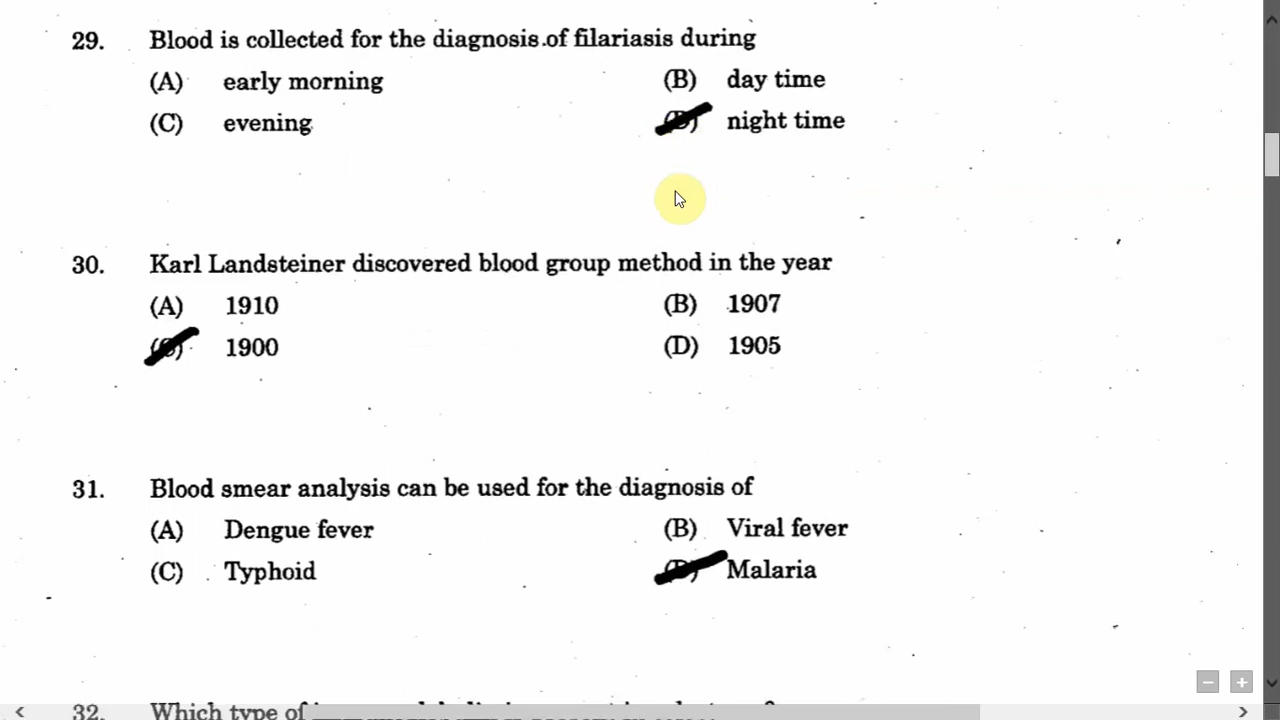 29. Blood is collected for the diagnosis of filariasis during
(A) early morning (B) day time
(C) evening night time
30. Karl Landsteiner discovered blood group method in the year
(A) 1910 (B) 1907
1900 (D) 1905
31. Blood smear analysis can be used for the diagnosis of
(A) Dengue fever (B) Viral fever
(C) Typhoid Malaria
32. Which type of